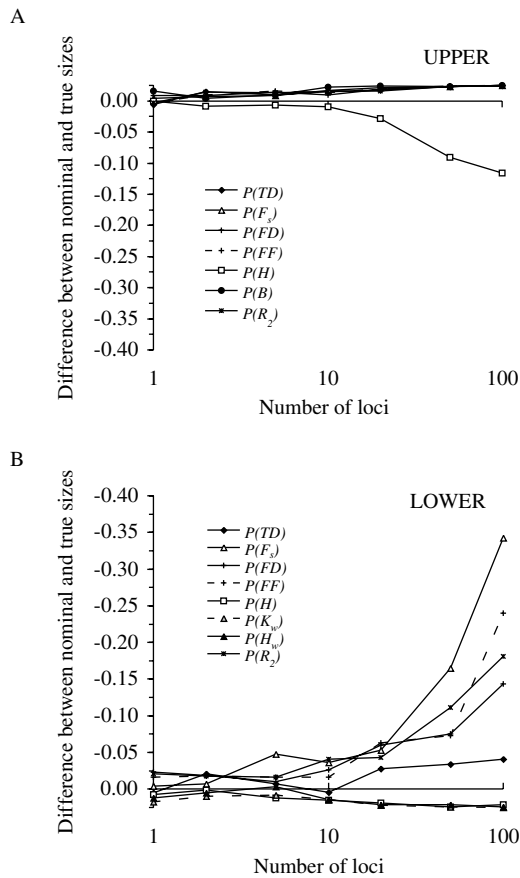 A
UPPER
Difference between nominal and true sizes
0.00
-0.05
-0.10
-0.15
-0.20
-0.25
-0.30
-0.35
-0.40
P(TD)
P(Fs)
P(FD)
P(FF)
P(H)
P(B)
P(R2)
1 10 100
Number of loci
B
LOWER
Difference between nominal and true sizes
-0.40
-0.35
-0.30
-0.25
-0.20
-0.15
-0.10
-0.05
0.00
0.05
P(TD)
P(Fs)
P(FD)
P(FF)
P(H)
P(Kw)
P(Hw)
P(R2)
1 10 100
Number of loci